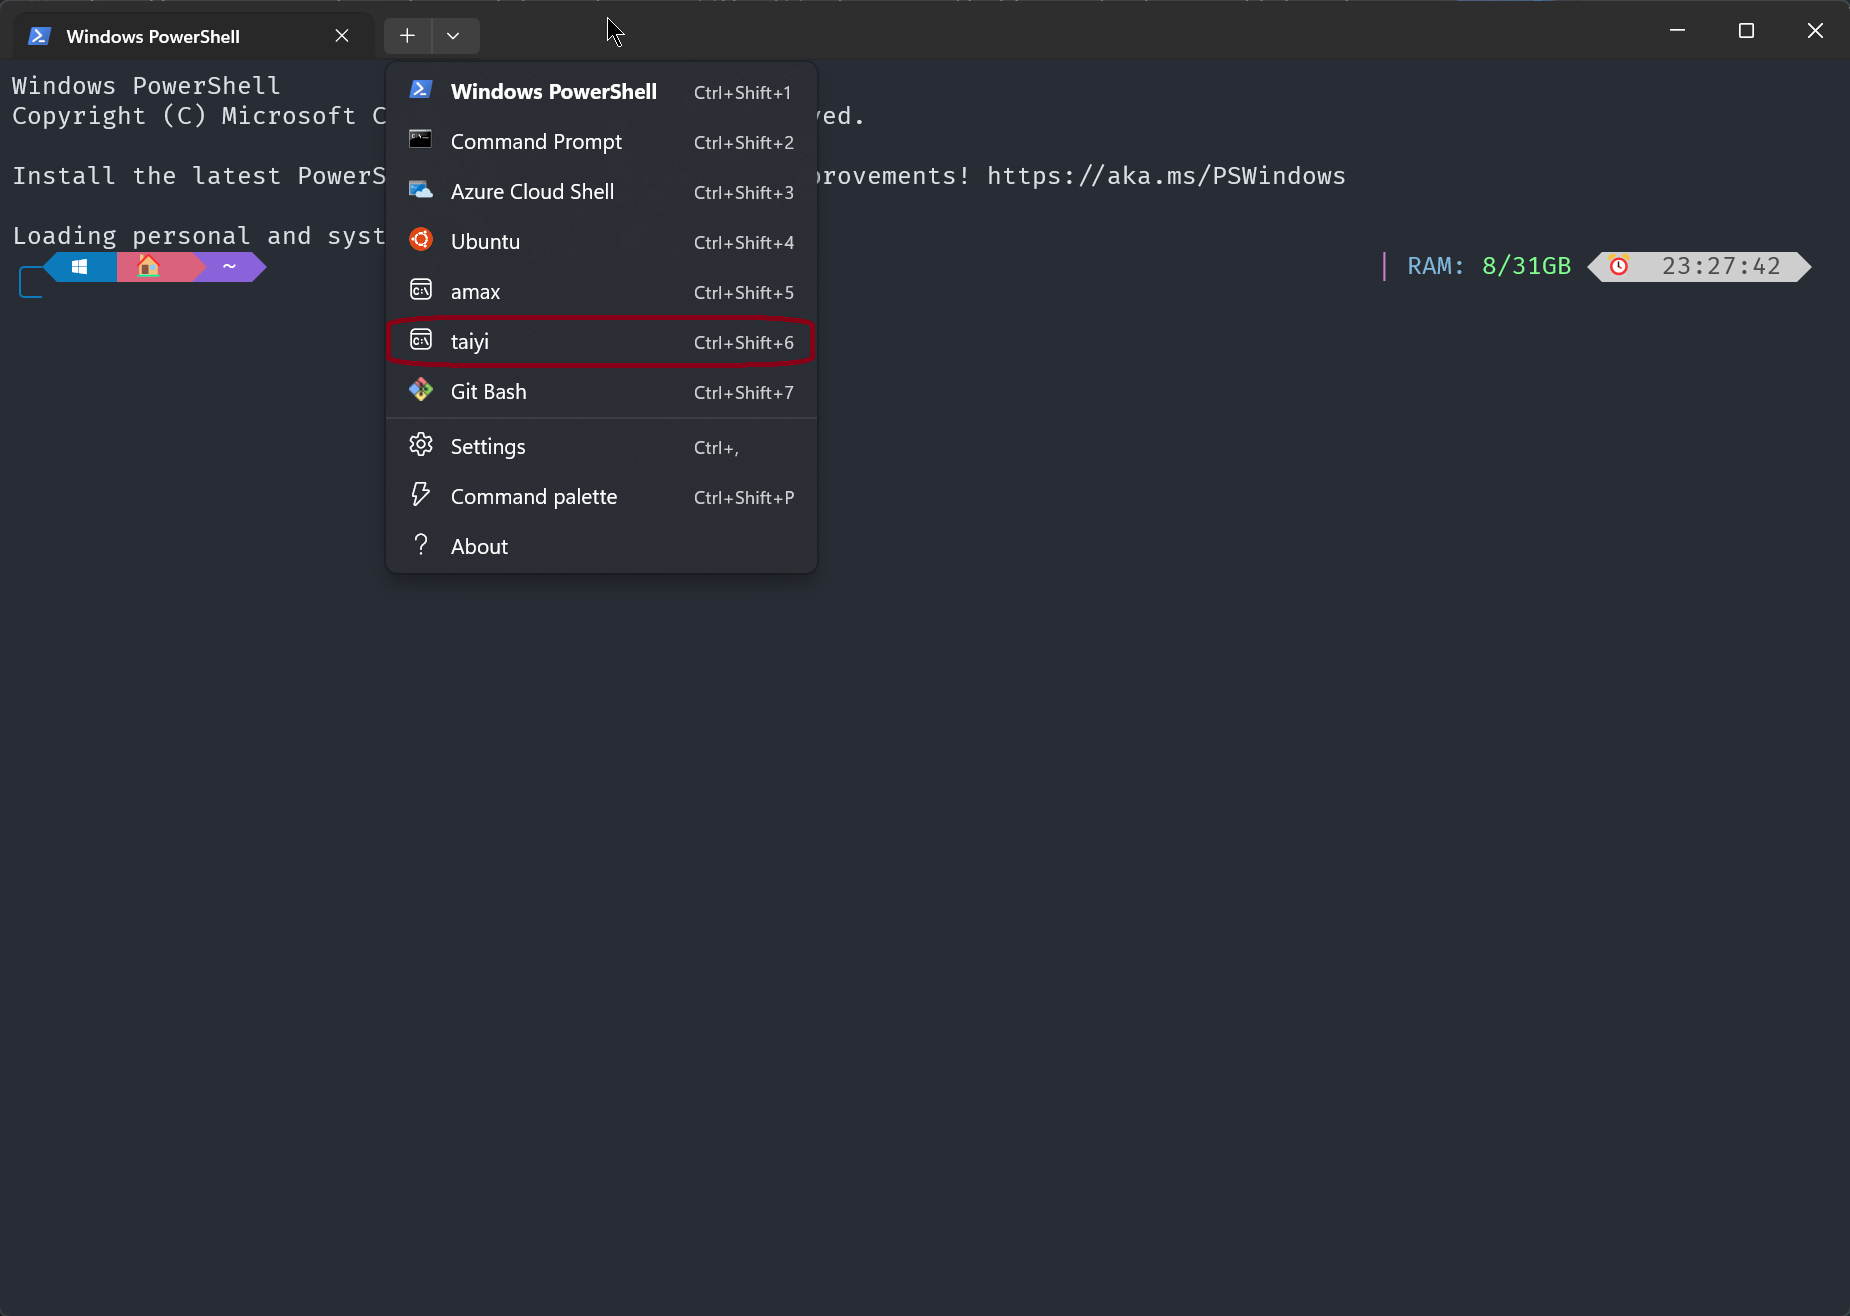 Windows PowerShell
Windows PowerShell
Copyright (C) Microsoft C
ved.
Install the latest PowerS
provements! https://aka.ms/PSWindows
Loading personal and syst
~
RAM: 8/31GB
23:27:42
Windows PowerShell Ctrl+Shift+1
Command Prompt Ctrl+Shift+2
Azure Cloud Shell Ctrl+Shift+3
Ubuntu Ctrl+Shift+4
amax Ctrl+Shift+5
taiyi Ctrl+Shift+6
Git Bash Ctrl+Shift+7
Settings Ctrl+,
Command palette Ctrl+Shift+P
About